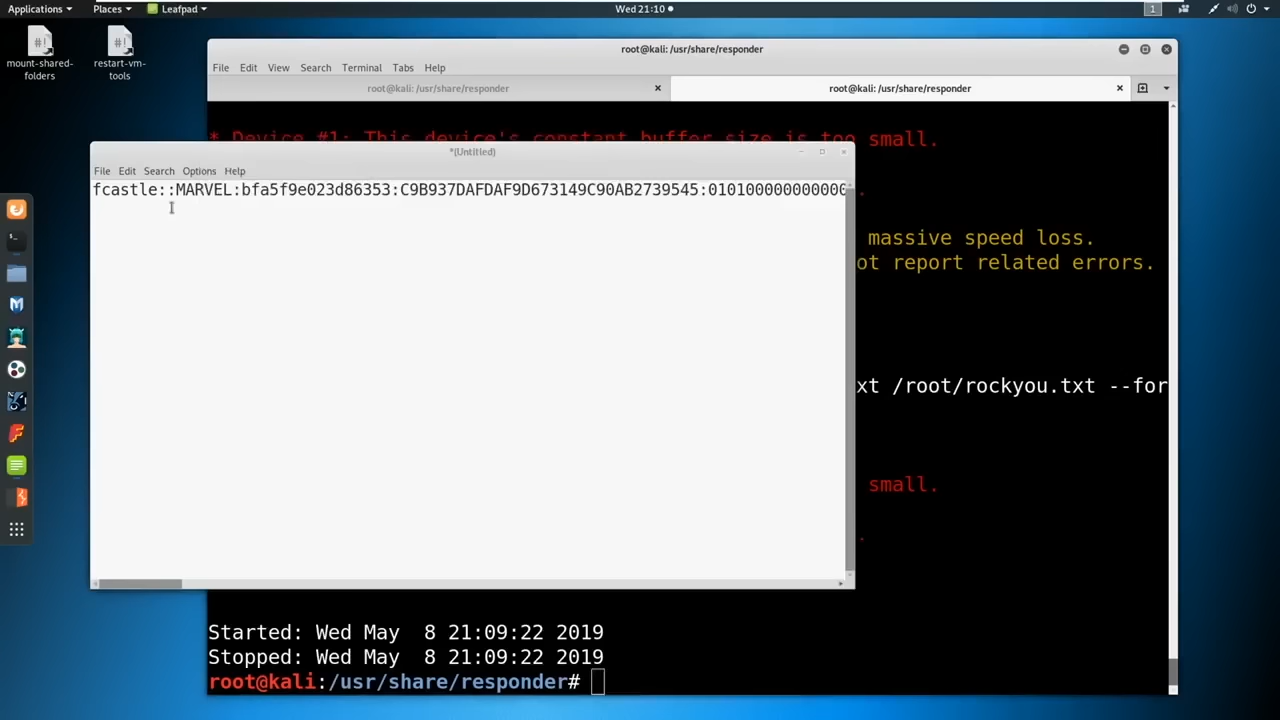 Applications
Places
Leafpad
Wed 21:10
1
mount-shared-folders
restart-vm-tools
root@kali: /usr/share/responder
File Edit View Search Terminal Tabs Help
root@kali: /usr/share/responder
root@kali: /usr/share/responder
* Device #1: This device's constant buffer size is too small.
*(Untitled)
File Edit Search Options Help
fcastle::MARVEL:bfa5f9e023d86353:C9B937DAFDAF9D673149C90AB2739545:0101000000000000
massive speed loss.
ot report related errors.
xt /root/rockyou.txt --for
small.
Started: Wed May  8 21:09:22 2019
Stopped: Wed May  8 21:09:22 2019
root@kali:/usr/share/responder#